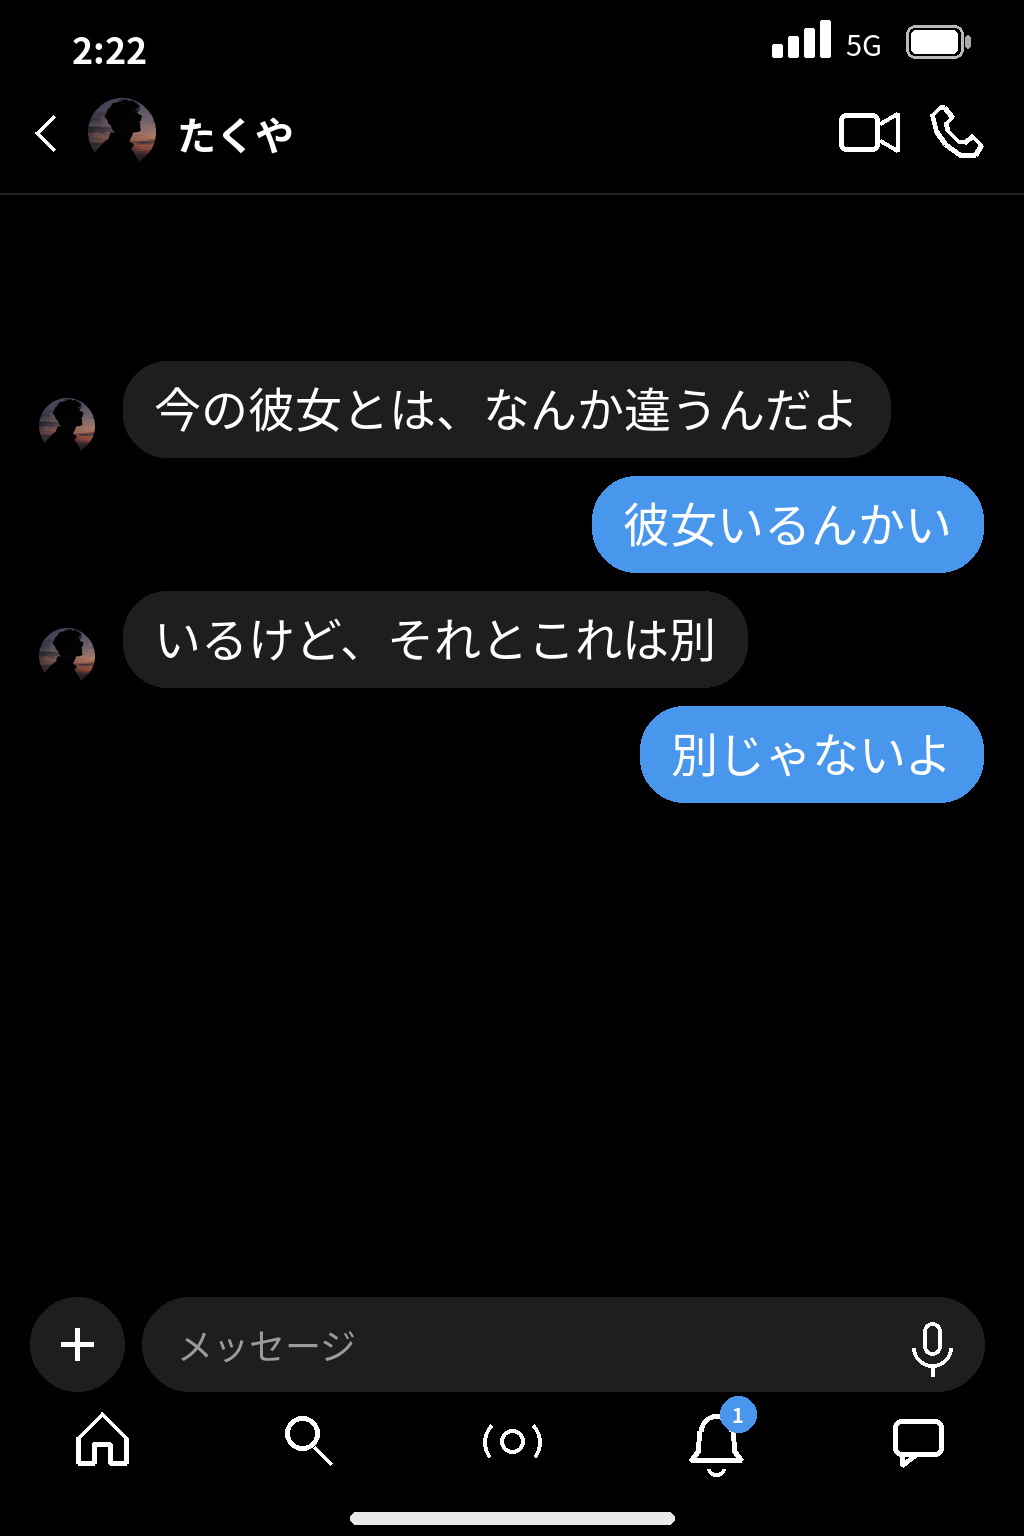 2:22
5G
たくや
今の彼女とは、なんか違うんだよ
彼女いるんかい
いるけど、それとこれは別
別じゃないよ
メッセージ
1